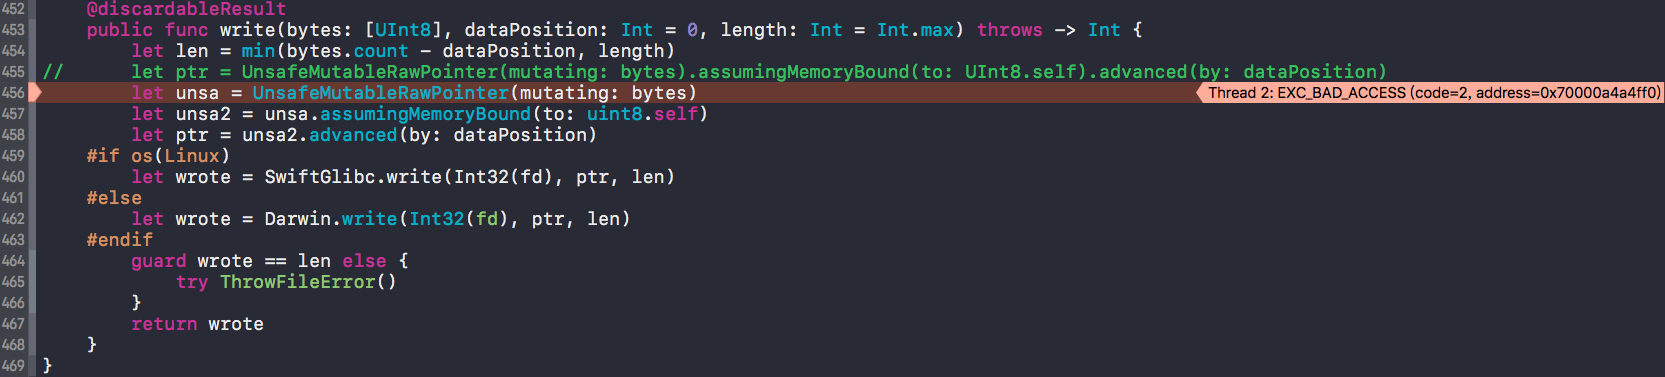 452     @discardableResult
453     public func write(bytes: [UInt8], dataPosition: Int = 0, length: Int = Int.max) throws -> Int {
454         let len = min(bytes.count - dataPosition, length)
455 //      let ptr = UnsafeMutableRawPointer(mutating: bytes).assumingMemoryBound(to: UInt8.self).advanced(by: dataPosition)
456         let unsa = UnsafeMutableRawPointer(mutating: bytes) Thread 2: EXC_BAD_ACCESS (code=2, address=0x70000a4a4ff0)
457         let unsa2 = unsa.assumingMemoryBound(to: uint8.self)
458         let ptr = unsa2.advanced(by: dataPosition)
459     #if os(Linux)
460         let wrote = SwiftGlibc.write(Int32(fd), ptr, len)
461     #else
462         let wrote = Darwin.write(Int32(fd), ptr, len)
463     #endif
464         guard wrote == len else {
465             try ThrowFileError()
466         }
467         return wrote
468     }
469 }